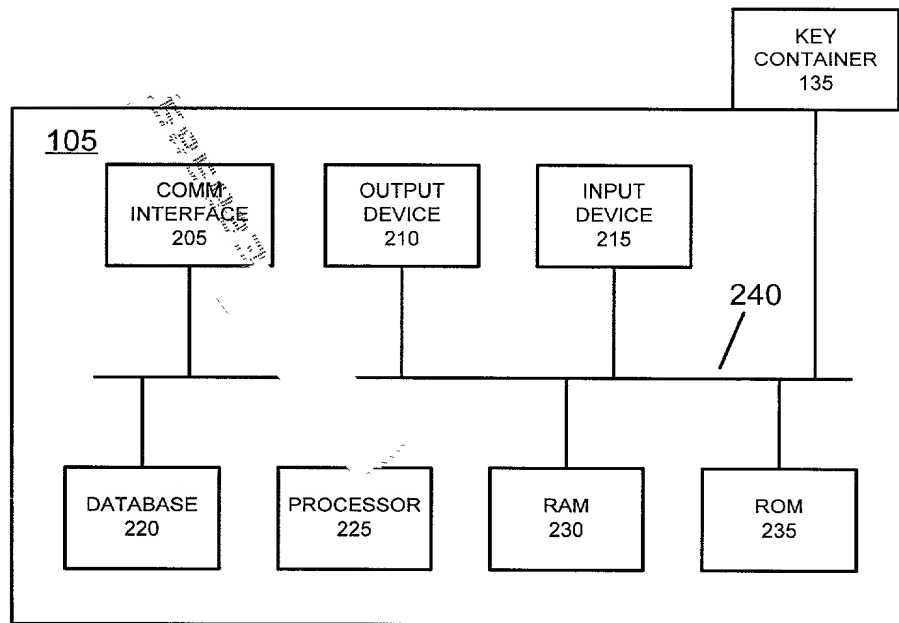 KEY
CONTAINER
135
105
COMM
INTERFACE
205
OUTPUT
DEVICE
210
INPUT
DEVICE
215
240
DATABASE
220
PROCESSOR
225
RAM
230
ROM
235